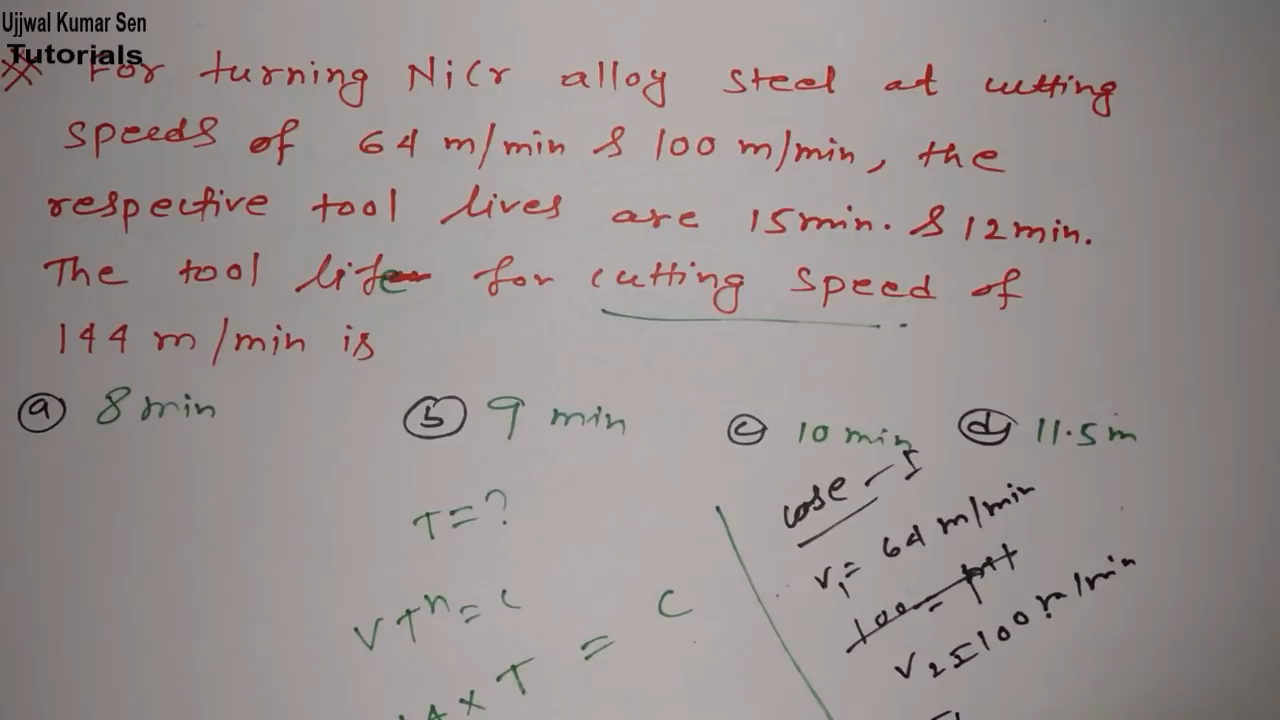 Ujjwal Kumar Sen
Tutorials
For turning NiCr alloy steel at cutting
speeds of 64 m/min & 100 m/min, the
respective tool lives are 15min. & 12min.
The tool life for cutting speed of
144 m/min is
(a) 8 min (b) 9 min (c) 10 min (d) 11.5m
T=?
VTⁿ=C
x T = C
case-I
V₁= 64 m/min
V₂=100 m/min